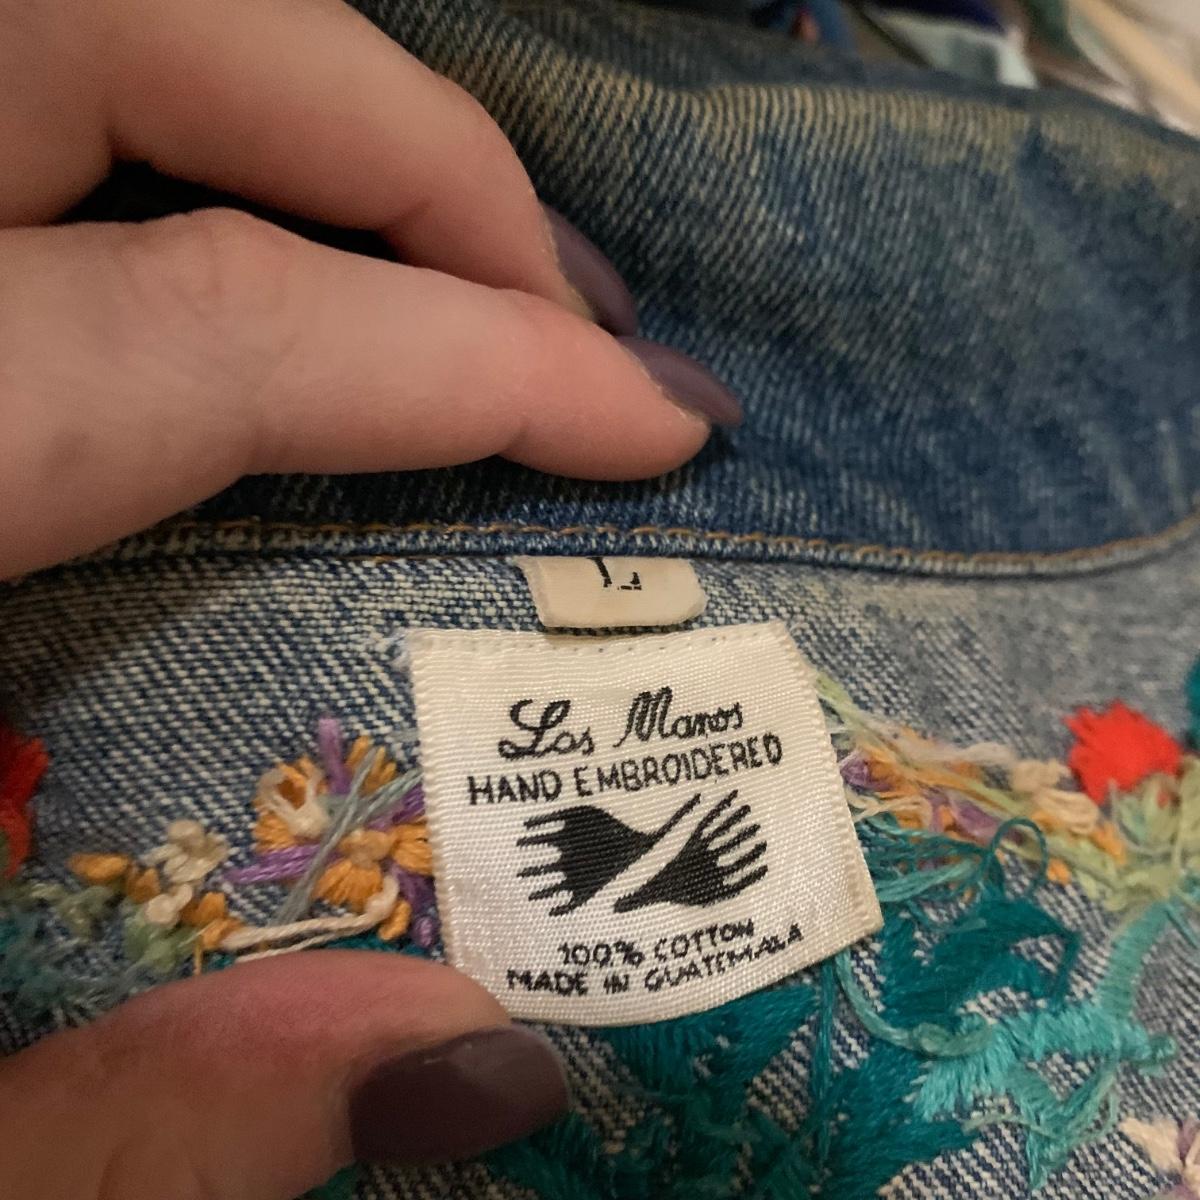 L
Los Manos
HAND EMBROIDERED
100% COTTON
MADE IN GUATEMALA